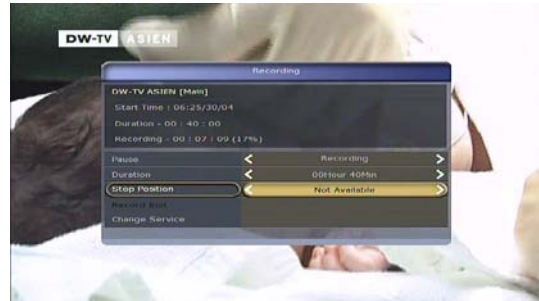 DW-TV ASIEN
Recording
DW-TV ASIEN [Main]
Start Time : 06:25/30/04
Duration - 00 : 40 : 00
Recording - 00 : 07 : 09 (17%)
Pause < Recording >
Duration < 00Hour 40Min >
Stop Position < Not Available >
Record List
Change Service